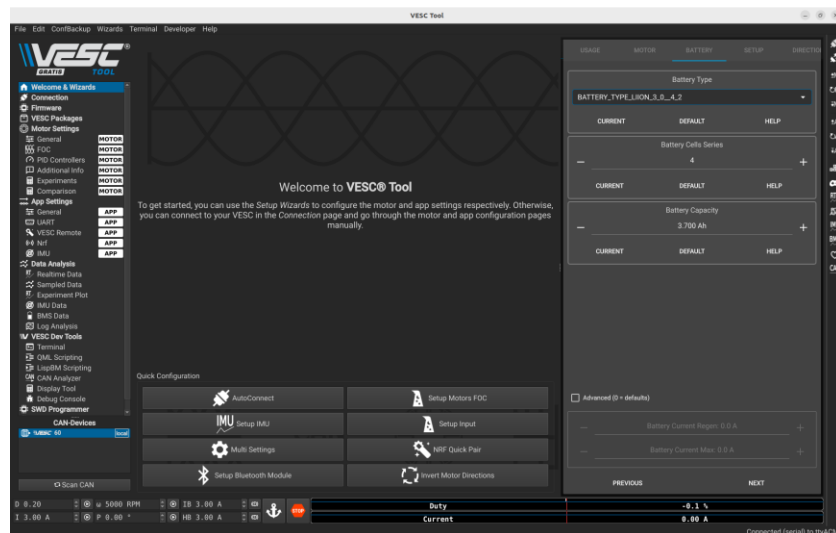 VESC Tool
File Edit ConfBackup Wizards Terminal Developer Help
VESC®
GRATIS TOOL
Welcome & Wizards
Connection
Firmware
VESC Packages
Motor Settings
General MOTOR
FOC MOTOR
PID Controllers MOTOR
Additional Info MOTOR
Experiments MOTOR
Comparison MOTOR
App Settings
General APP
UART APP
VESC Remote APP
Nrf APP
IMU APP
Data Analysis
Realtime Data
Sampled Data
Experiment Plot
IMU Data
BMS Data
Log Analysis
VESC Dev Tools
Terminal
QML Scripting
LispBM Scripting
CAN Analyzer
Display Tool
Debug Console
SWD Programmer
CAN-Devices
VESC 60 local
Scan CAN
Welcome to VESC® Tool
To get started, you can use the Setup Wizards to configure the motor and app settings respectively. Otherwise,
you can connect to your VESC in the Connection page and go through the motor and app configuration pages
manually.
Quick Configuration
AutoConnect
Setup Motors FOC
IMU Setup IMU
Setup Input
Multi Settings
NRF Quick Pair
Setup Bluetooth Module
Invert Motor Directions
USAGE MOTOR BATTERY SETUP DIRECTIO
Battery Type
BATTERY_TYPE_LIION_3_0__4_2
CURRENT DEFAULT HELP
Battery Cells Series
− 4 +
CURRENT DEFAULT HELP
Battery Capacity
− 3.700 Ah +
CURRENT DEFAULT HELP
Advanced (0 = defaults)
− Battery Current Regen: 0.0 A +
− Battery Current Max: 0.0 A +
PREVIOUS NEXT
D 0.20 ω 5000 RPM IB 3.00 A
I 3.00 A P 0.00 ° HB 3.00 A
STOP
Duty -0.1 %
Current 0.00 A
Connected (serial) to ttyACM